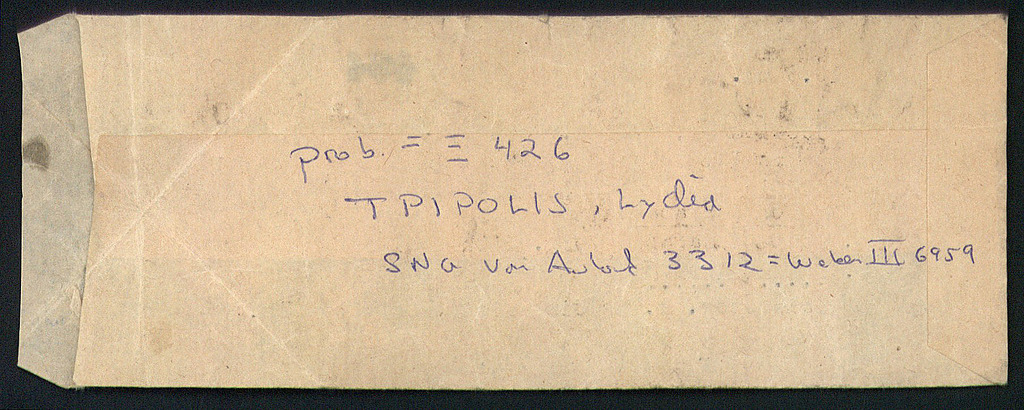 prob. = Ξ 426
TPIPOLIS, Lydia
SNG von Aulock 3312 = Weber III 6959